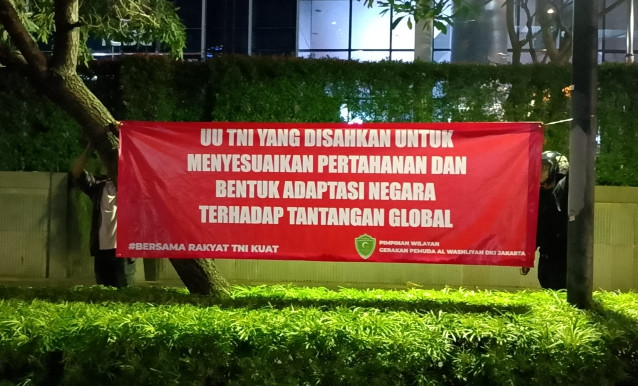 UU TNI YANG DISAHKAN UNTUK
MENYESUAIKAN PERTAHANAN DAN
BENTUK ADAPTASI NEGARA
TERHADAP TANTANGAN GLOBAL
#BERSAMA RAKYAT TNI KUAT
PIMPINAN WILAYAH
GERAKAN PEMUDA AL WASHLIYAH DKI JAKARTA